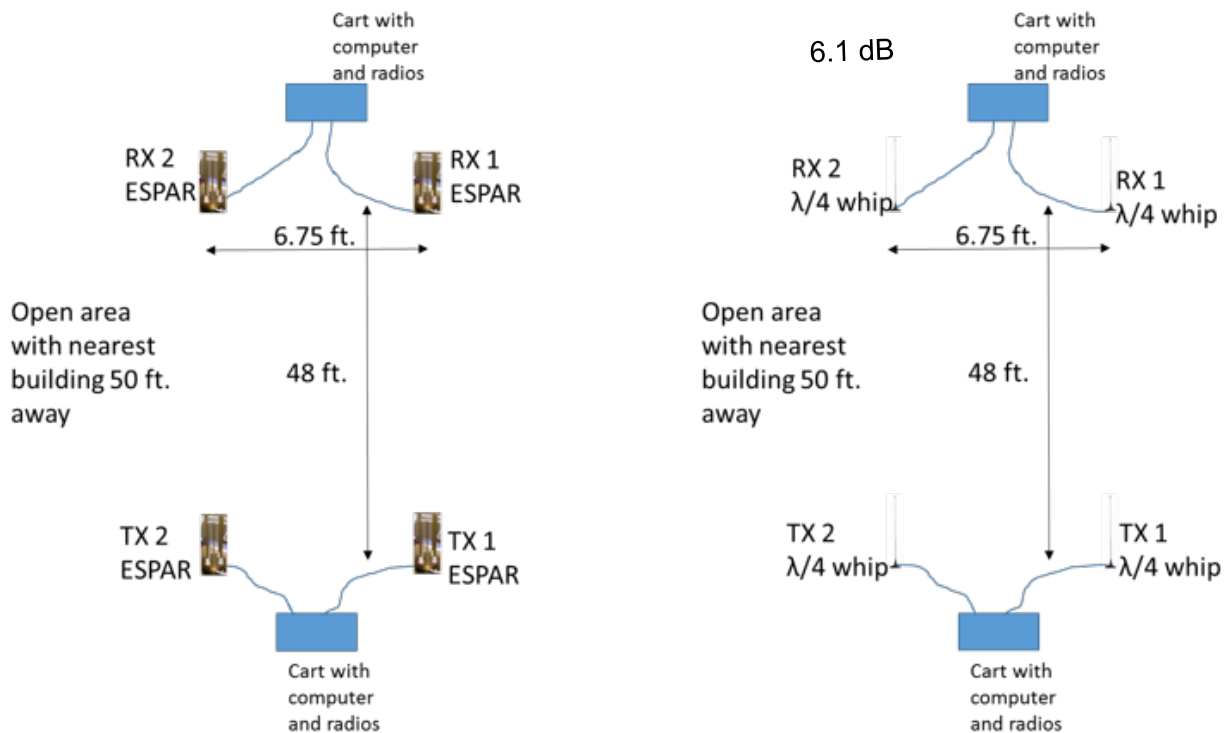 Cart with
computer
and radios
RX 2
ESPAR
RX 1
ESPAR
6.75 ft.
Open area
with nearest
building 50 ft.
away
48 ft.
TX 2
ESPAR
TX 1
ESPAR
Cart with
computer
and radios
6.1 dB
Cart with
computer
and radios
RX 2
λ/4 whip
RX 1
λ/4 whip
6.75 ft.
Open area
with nearest
building 50 ft.
away
48 ft.
TX 2
λ/4 whip
TX 1
λ/4 whip
Cart with
computer
and radios